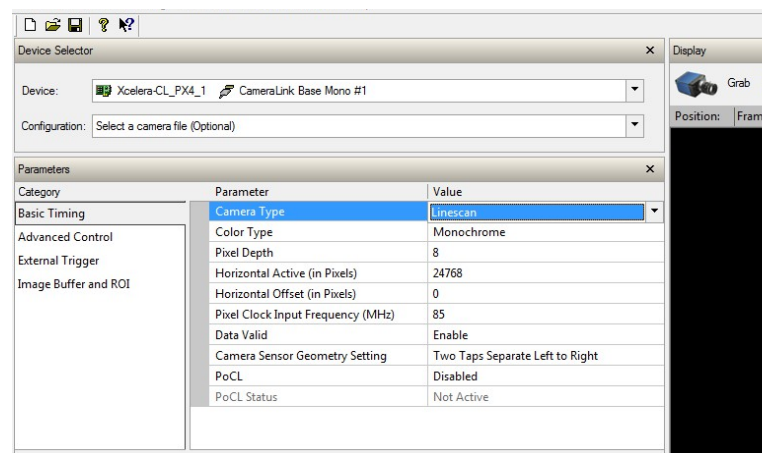 Device Selector
Device: Xcelera-CL_PX4_1 CameraLink Base Mono #1
Configuration: Select a camera file (Optional)
Parameters
Category Parameter Value
Basic Timing
Advanced Control
External Trigger
Image Buffer and ROI
Camera Type Linescan
Color Type Monochrome
Pixel Depth 8
Horizontal Active (in Pixels) 24768
Horizontal Offset (in Pixels) 0
Pixel Clock Input Frequency (MHz) 85
Data Valid Enable
Camera Sensor Geometry Setting Two Taps Separate Left to Right
PoCL Disabled
PoCL Status Not Active
Display
Grab
Position: Fram